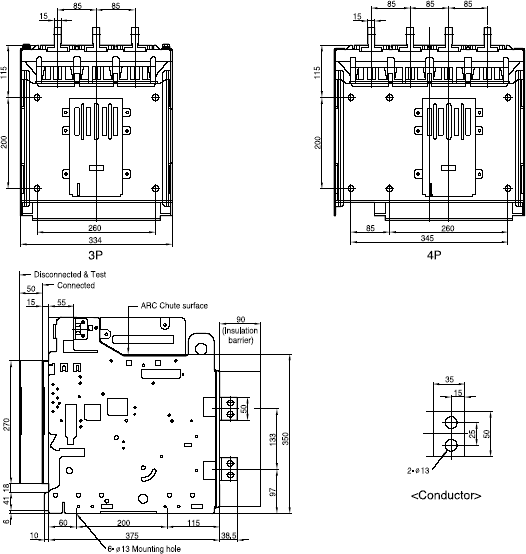 85 85
15
115
200
260
334
3P
85 85 85
15
115
200
85 260
345
4P
Disconnected & Test
50 Connected
15 55 ARC Chute surface
90
(Insulation
barrier)
270
50
133
350
97
18
41
6
60 200 115
10 375 38,5
6-ø13 Mounting hole
35
15
25
50
2-ø13
<Conductor>